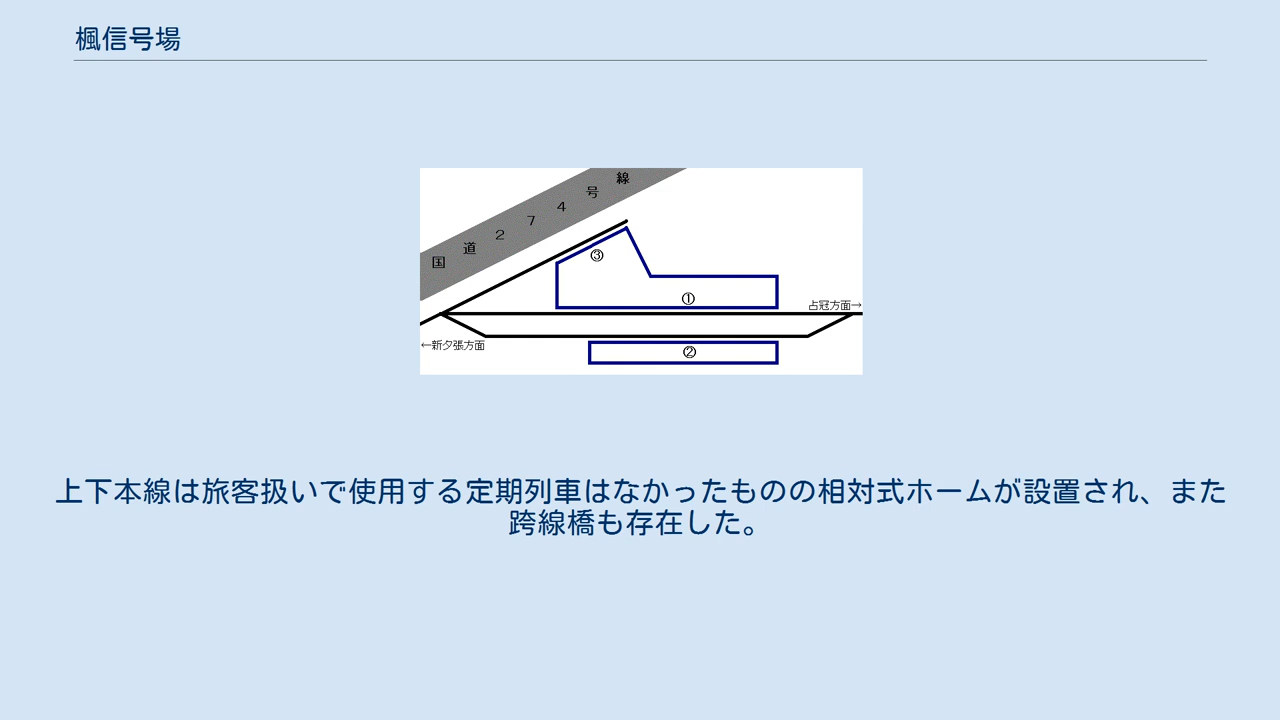 楓信号場
国道274号線
③
①
占冠方面→
←新夕張方面
②
上下本線は旅客扱いで使用する定期列車はなかったものの相対式ホームが設置され、また
跨線橋も存在した。